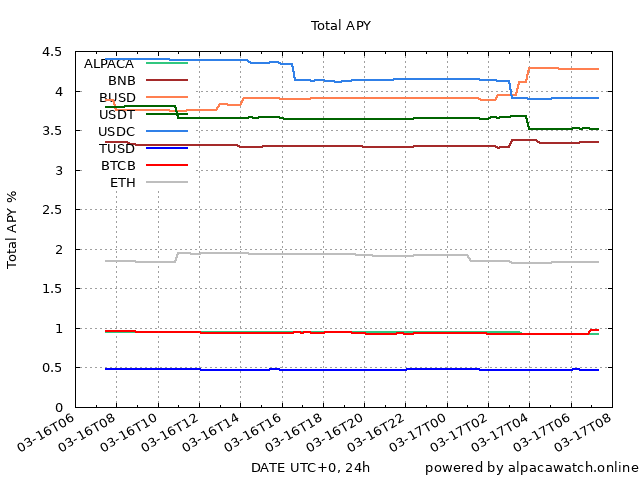 Total APY
Total APY %
4.5
4
3.5
3
2.5
2
1.5
1
0.5
0
ALPACA
BNB
BUSD
USDT
USDC
TUSD
BTCB
ETH
03-16T06
03-16T08
03-16T10
03-16T12
03-16T14
03-16T16
03-16T18
03-16T20
03-16T22
03-17T00
03-17T02
03-17T04
03-17T06
03-17T08
DATE UTC+0, 24h
powered by alpacawatch.online